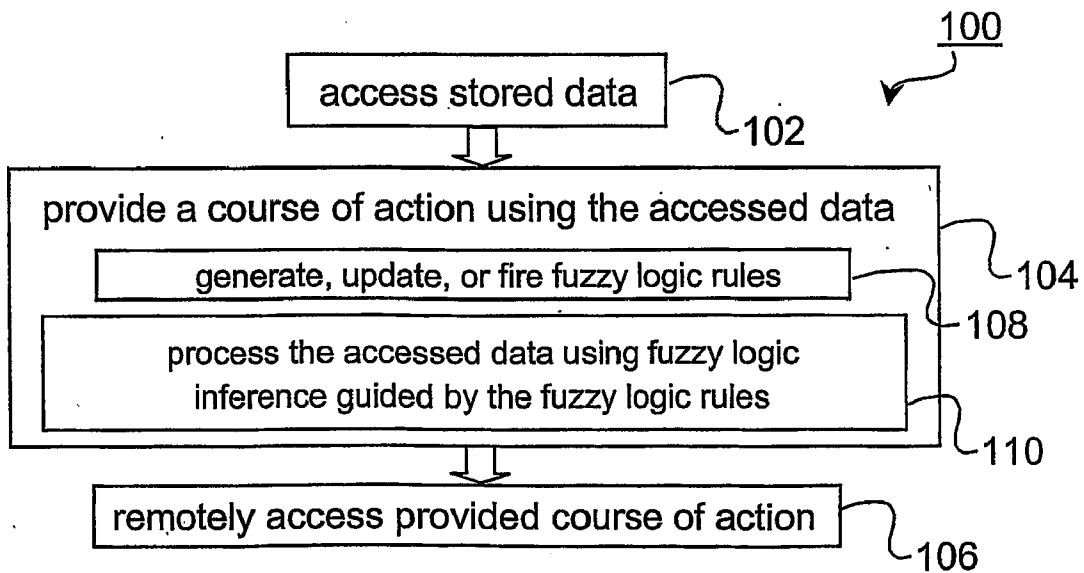 100
access stored data
102
provide a course of action using the accessed data
104
generate, update, or fire fuzzy logic rules
108
process the accessed data using fuzzy logic
inference guided by the fuzzy logic rules
110
remotely access provided course of action
106